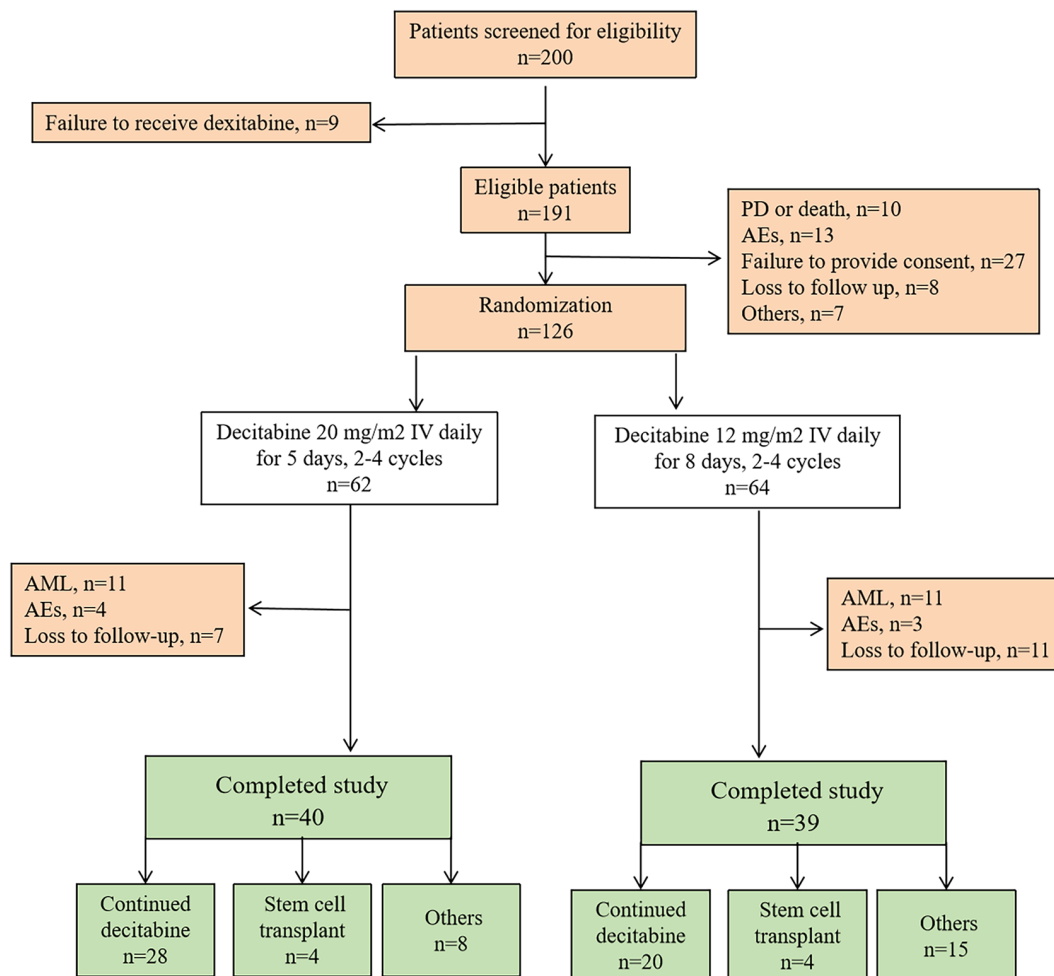 Patients screened for eligibility
n=200
Failure to receive dexitabine, n=9
Eligible patients
n=191
PD or death, n=10
AEs, n=13
Failure to provide consent, n=27
Loss to follow up, n=8
Others, n=7
Randomization
n=126
Decitabine 20 mg/m2 IV daily
for 5 days, 2-4 cycles
n=62
Decitabine 12 mg/m2 IV daily
for 8 days, 2-4 cycles
n=64
AML, n=11
AEs, n=4
Loss to follow-up, n=7
AML, n=11
AEs, n=3
Loss to follow-up, n=11
Completed study
n=40
Completed study
n=39
Continued
decitabine
n=28
Stem cell
transplant
n=4
Others
n=8
Continued
decitabine
n=20
Stem cell
transplant
n=4
Others
n=15